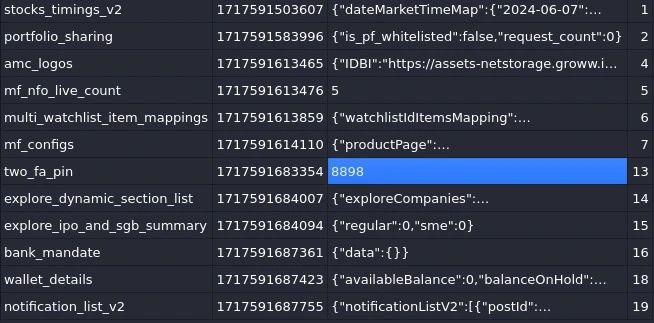 stocks_timings_v2 1717591503607 {"dateMarketTimeMap":{"2024-06-07":... 1
portfolio_sharing 1717591583996 {"is_pf_whitelisted":false,"request_count":0} 2
amc_logos 1717591613465 {"IDBI":"https://assets-netstorage.groww.i... 4
mf_nfo_live_count 1717591613476 5 5
multi_watchlist_item_mappings 1717591613859 {"watchlistIdItemsMapping":... 6
mf_configs 1717591614110 {"productPage":... 7
two_fa_pin 1717591683354 8898 13
explore_dynamic_section_list 1717591684007 {"exploreCompanies":... 14
explore_ipo_and_sgb_summary 1717591684094 {"regular":0,"sme":0} 15
bank_mandate 1717591687361 {"data":{}} 16
wallet_details 1717591687423 {"availableBalance":0,"balanceOnHold":... 18
notification_list_v2 1717591687755 {"notificationListV2":[{"postId":... 19